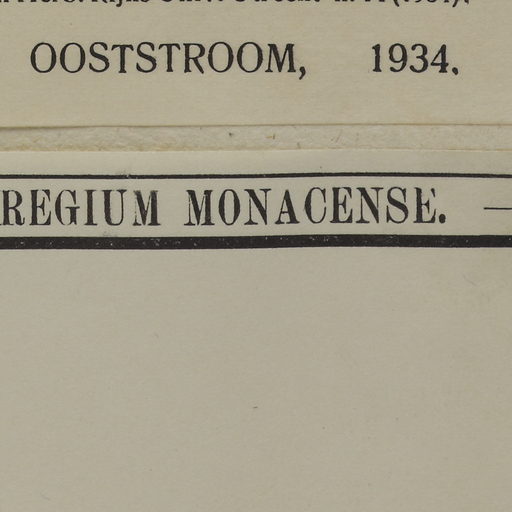 OOSTSTROOM, 1934.
REGIUM MONACENSE. —